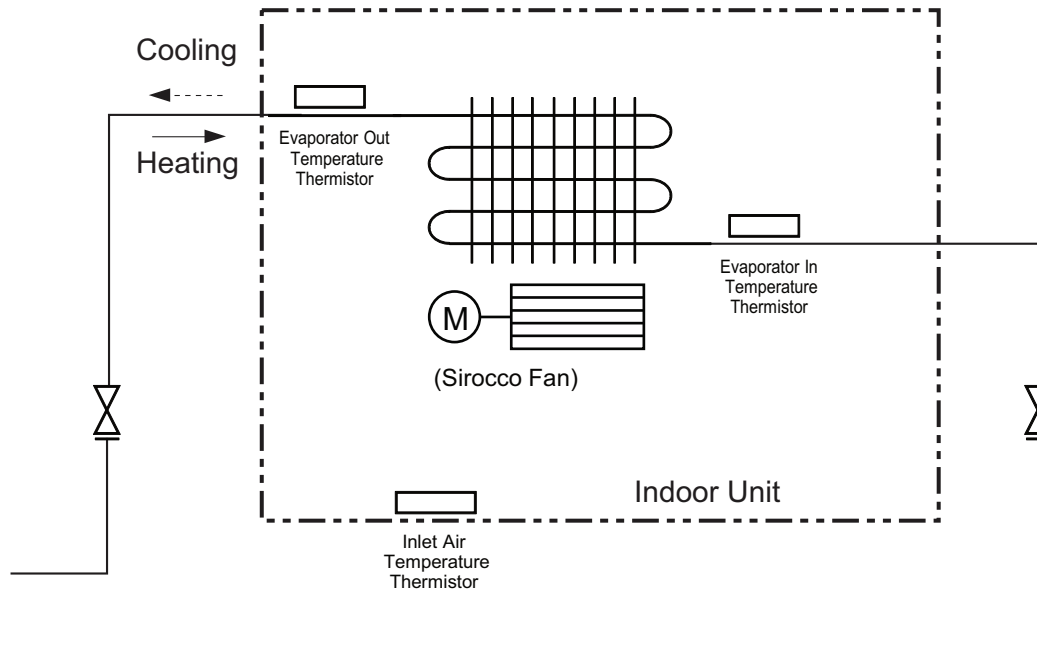 Cooling
Heating
Evaporator Out
Temperature
Thermistor
Evaporator In
Temperature
Thermistor
M
(Sirocco Fan)
Indoor Unit
Inlet Air
Temperature
Thermistor